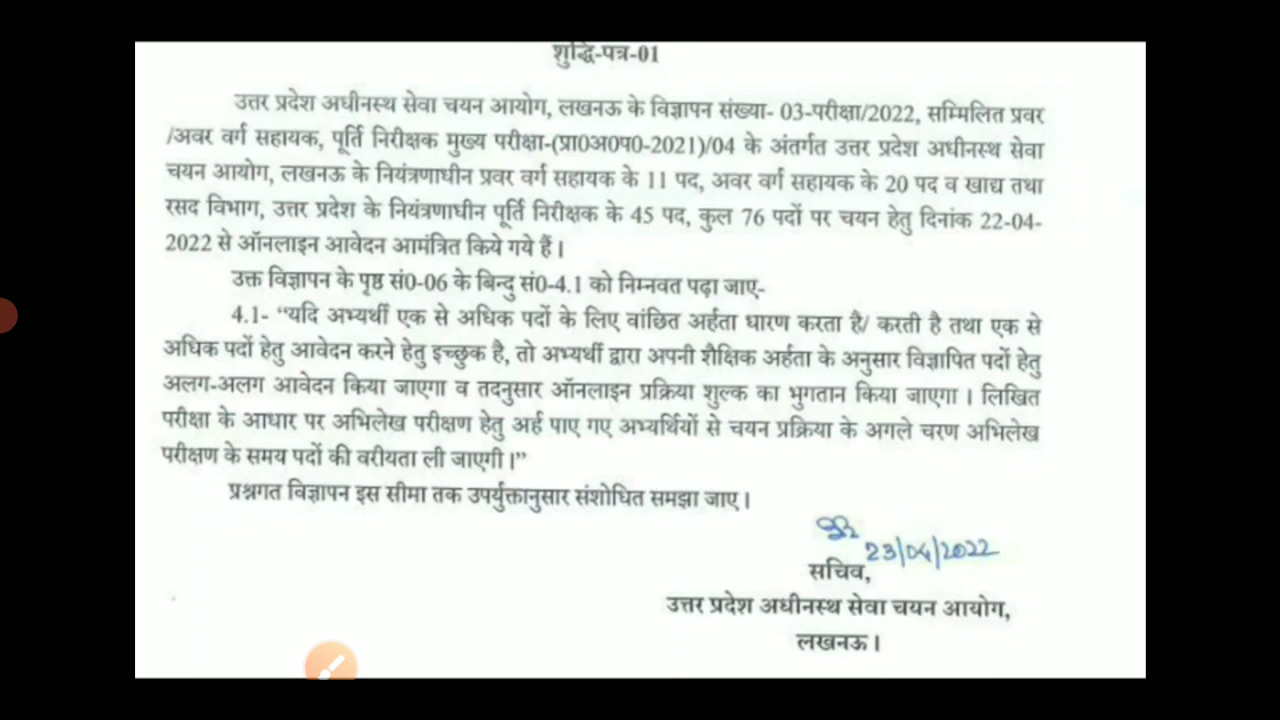 शुद्धि-पत्र-01
उत्तर प्रदेश अधीनस्थ सेवा चयन आयोग, लखनऊ के विज्ञापन संख्या- 03-परीक्षा/2022, सम्मिलित प्रवर
/अवर वर्ग सहायक, पूर्ति निरीक्षक मुख्य परीक्षा-(प्रा0अ0प0-2021)/04 के अंतर्गत उत्तर प्रदेश अधीनस्थ सेवा
चयन आयोग, लखनऊ के नियंत्रणाधीन प्रवर वर्ग सहायक के 11 पद, अवर वर्ग सहायक के 20 पद व खाद्य तथा
रसद विभाग, उत्तर प्रदेश के नियंत्रणाधीन पूर्ति निरीक्षक के 45 पद, कुल 76 पदों पर चयन हेतु दिनांक 22-04-
2022 से ऑनलाइन आवेदन आमंत्रित किये गये हैं।
उक्त विज्ञापन के पृष्ठ सं0-06 के बिन्दु सं0-4.1 को निम्नवत पढ़ा जाए-
4.1- “यदि अभ्यर्थी एक से अधिक पदों के लिए वांछित अर्हता धारण करता है/ करती है तथा एक से
अधिक पदों हेतु आवेदन करने हेतु इच्छुक है, तो अभ्यर्थी द्वारा अपनी शैक्षिक अर्हता के अनुसार विज्ञापित पदों हेतु
अलग-अलग आवेदन किया जाएगा व तदनुसार ऑनलाइन प्रक्रिया शुल्क का भुगतान किया जाएगा। लिखित
परीक्षा के आधार पर अभिलेख परीक्षण हेतु अर्ह पाए गए अभ्यर्थियों से चयन प्रक्रिया के अगले चरण अभिलेख
परीक्षण के समय पदों की वरीयता ली जाएगी।”
प्रश्नगत विज्ञापन इस सीमा तक उपर्युक्तानुसार संशोधित समझा जाए।
23/04/2022
सचिव,
उत्तर प्रदेश अधीनस्थ सेवा चयन आयोग,
लखनऊ।